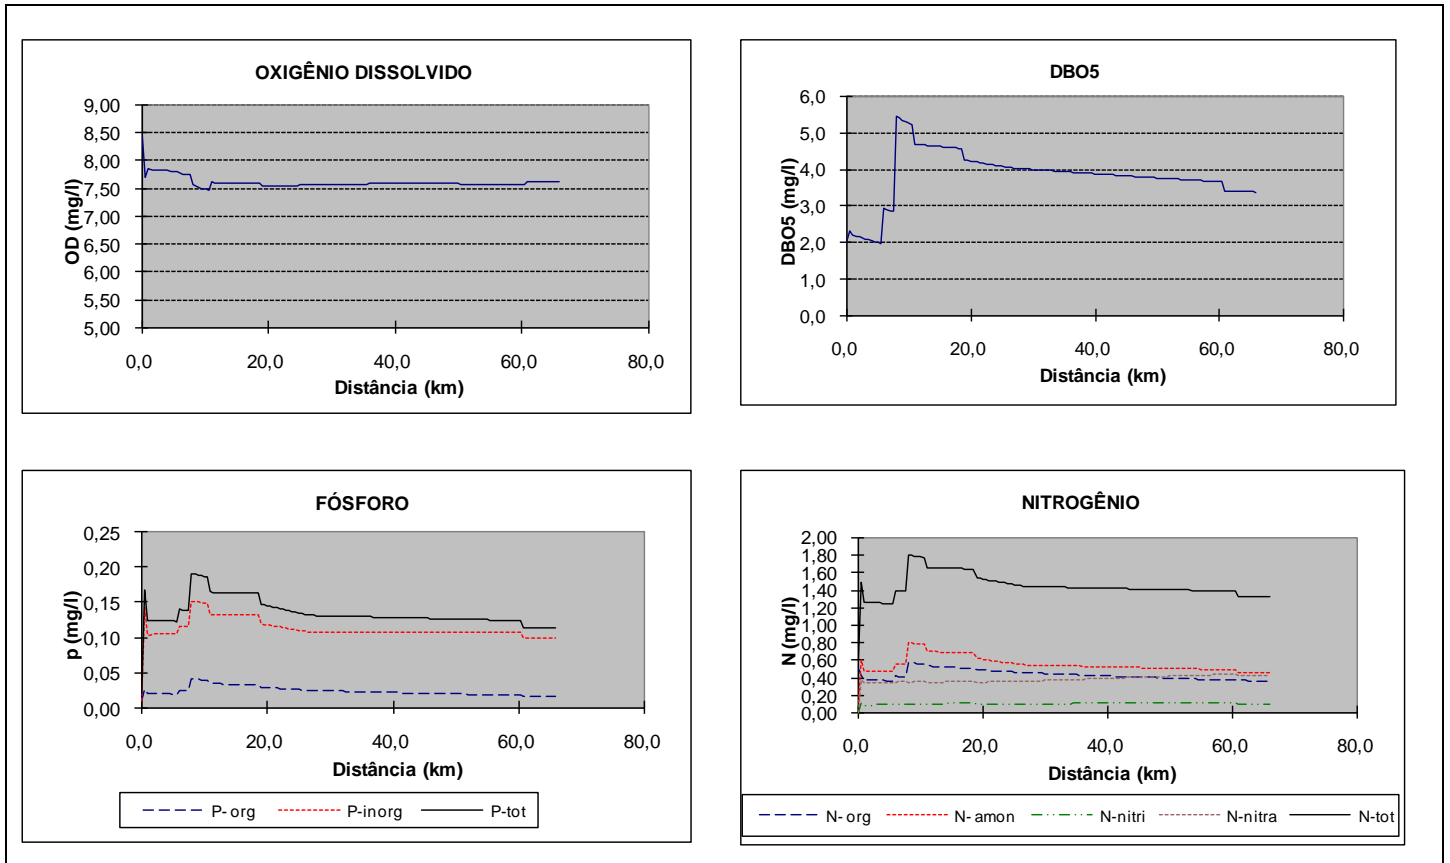 OXIGÊNIO DISSOLVIDO
9,00
8,50
8,00
7,50
7,00
6,50
6,00
5,50
5,00
OD (mg/l)
0,0 20,0 40,0 60,0 80,0
Distância (km)
DBO5
6,0
5,0
4,0
3,0
2,0
1,0
0,0
DBO5 (mg/l)
0,0 20,0 40,0 60,0 80,0
Distância (km)
FÓSFORO
0,25
0,20
0,15
0,10
0,05
0,00
p (mg/l)
0,0 20,0 40,0 60,0 80,0
Distância (km)
P-org P-inorg P-tot
NITROGÊNIO
2,00
1,80
1,60
1,40
1,20
1,00
0,80
0,60
0,40
0,20
0,00
N (mg/l)
0,0 20,0 40,0 60,0 80,0
Distância (km)
N-org N-amon N-nitri N-nitra N-tot